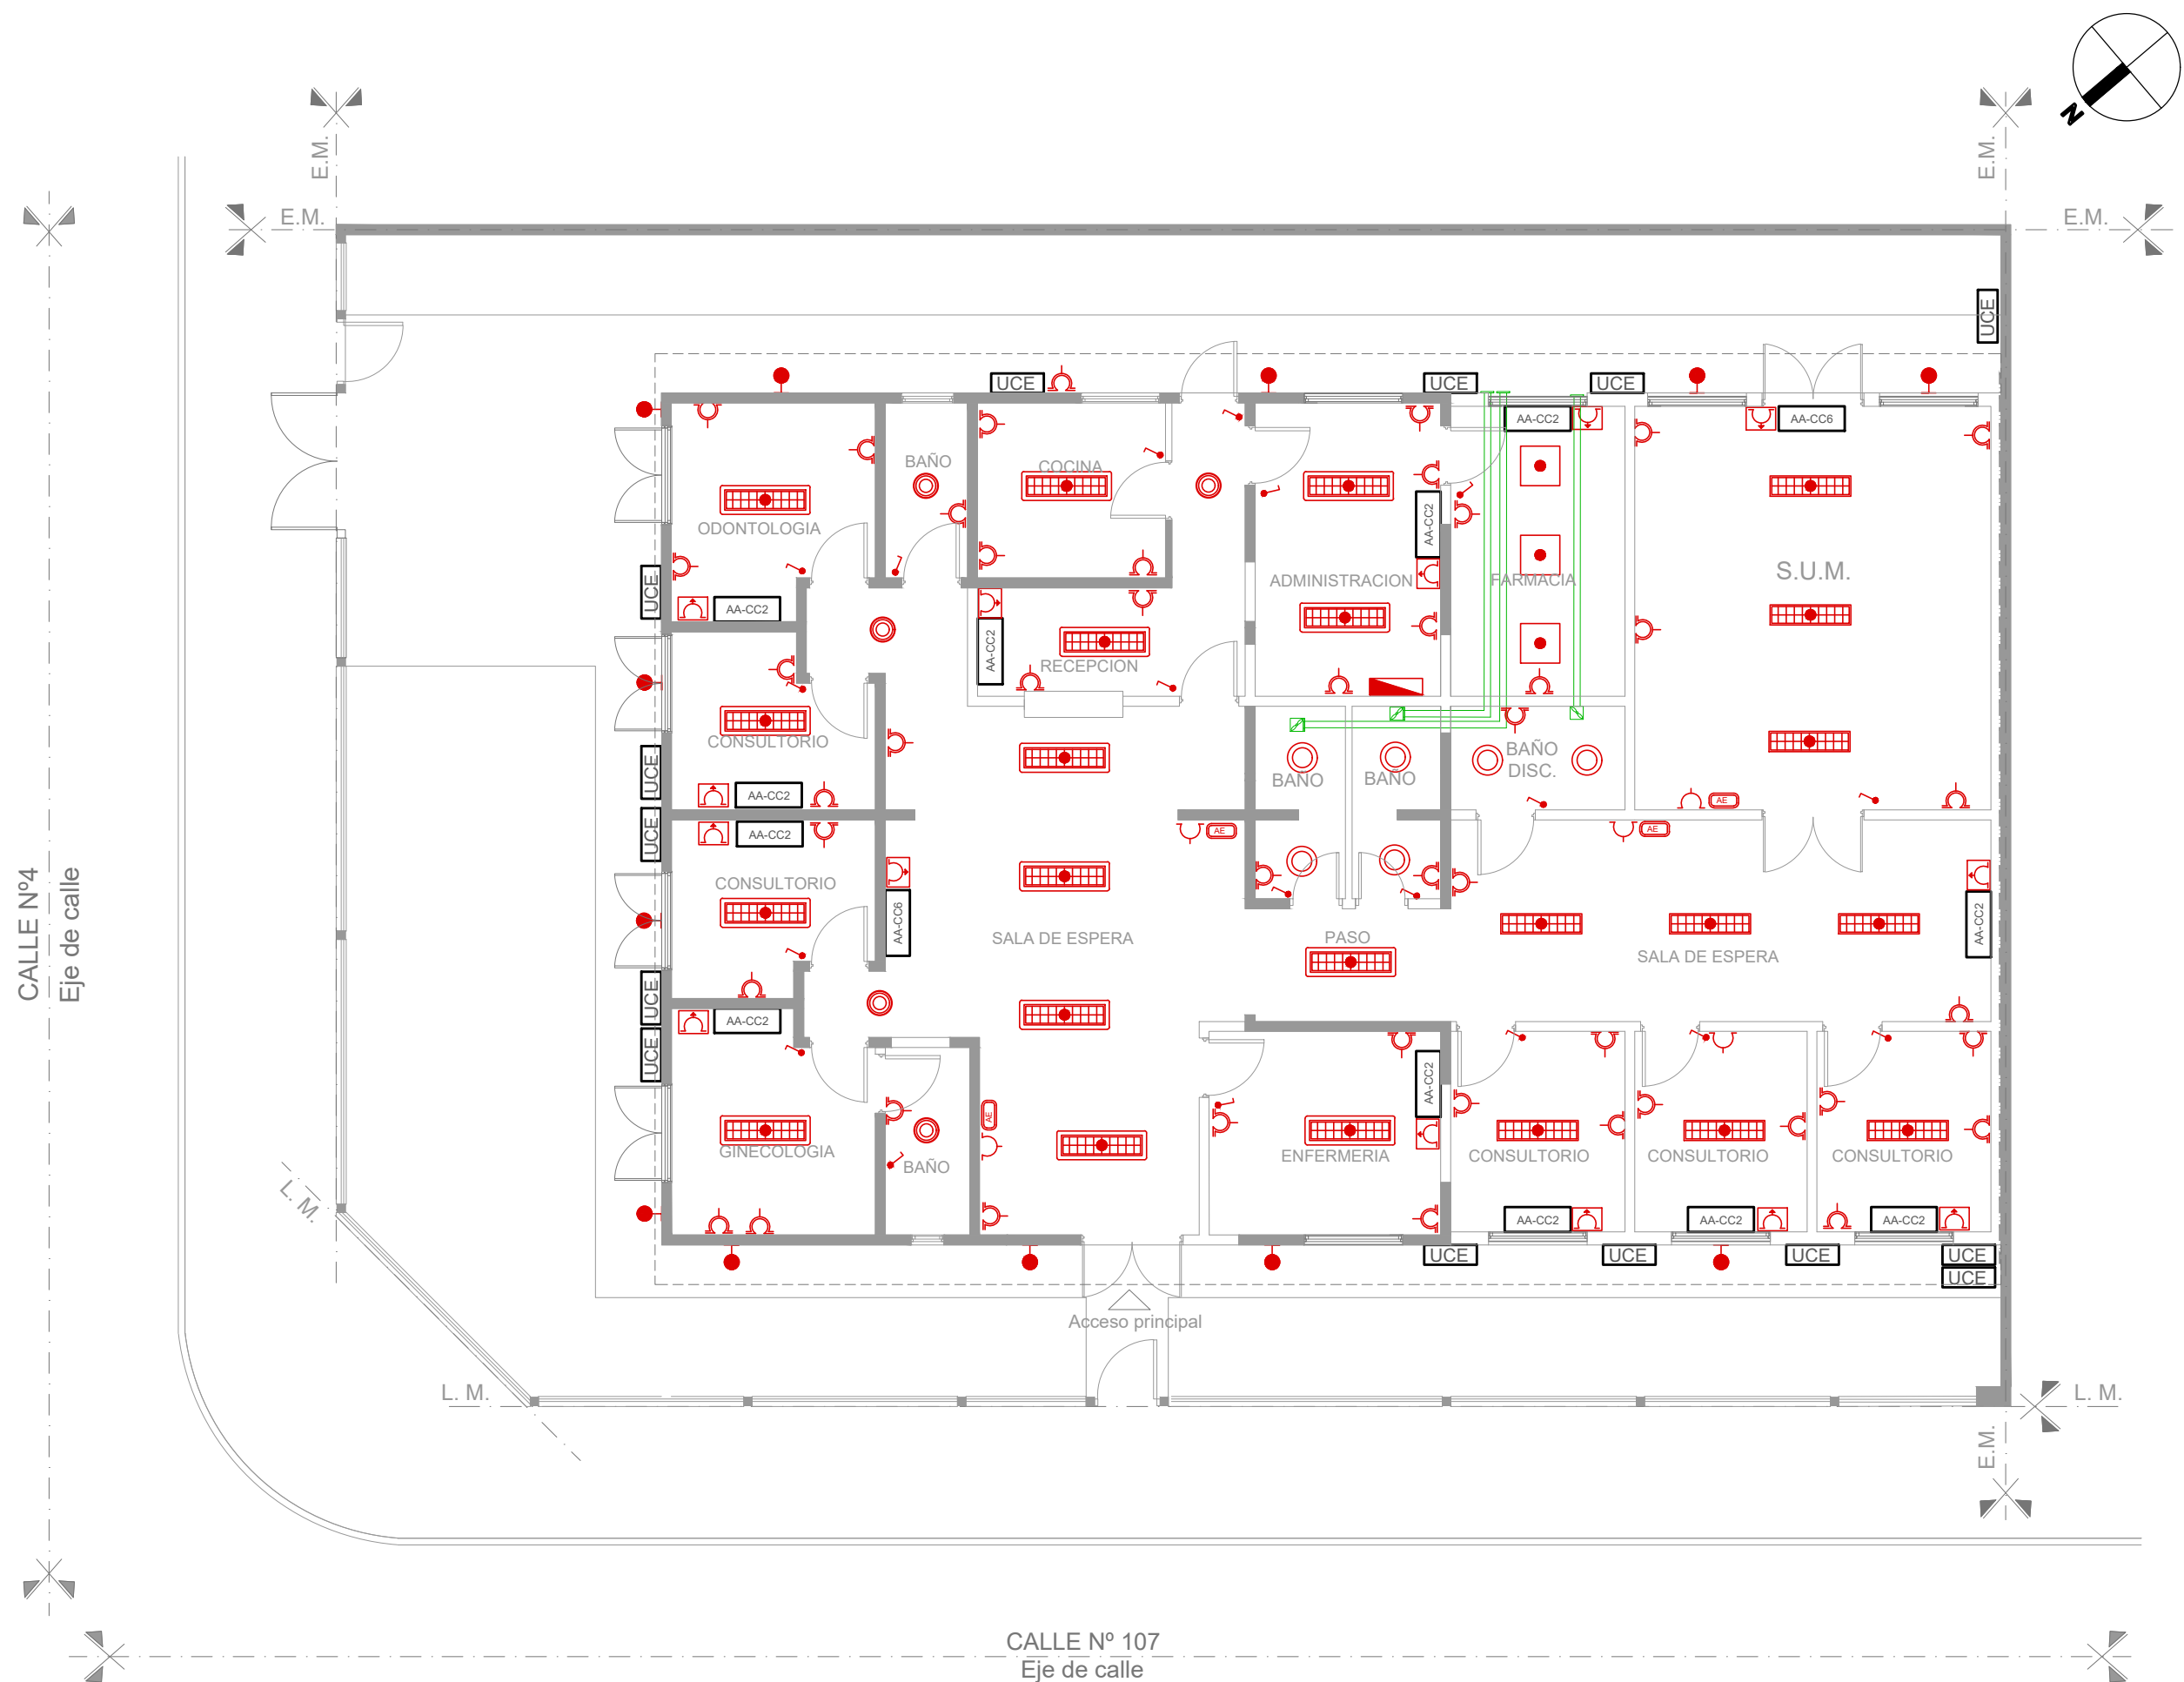 N
E.M.
E.M.
E.M.
E.M.
UCE
UCE
UCE
UCE
AA-CC2
AA-CC6
BAÑO
COCINA
ODONTOLOGIA
AA-CC2
ADMINISTRACION
FARMACIA
S.U.M.
UCE
AA-CC2
AA-CC2
RECEPCION
CONSULTORIO
UCE
AA-CC2
BAÑO
BAÑO
BAÑO
DISC.
AE
UCE
AA-CC2
AE
AE
CONSULTORIO
AA-CC6
SALA DE ESPERA
PASO
SALA DE ESPERA
AA-CC2
CALLE Nº4
Eje de calle
UCE
AA-CC2
UCE
AA-CC2
AE
GINECOLOGIA
BAÑO
ENFERMERIA
CONSULTORIO
CONSULTORIO
CONSULTORIO
AA-CC2
AA-CC2
AA-CC2
L. M.
UCE
UCE
UCE
UCE
UCE
Acceso principal
L. M.
L. M.
E.M.
CALLE Nº 107
Eje de calle